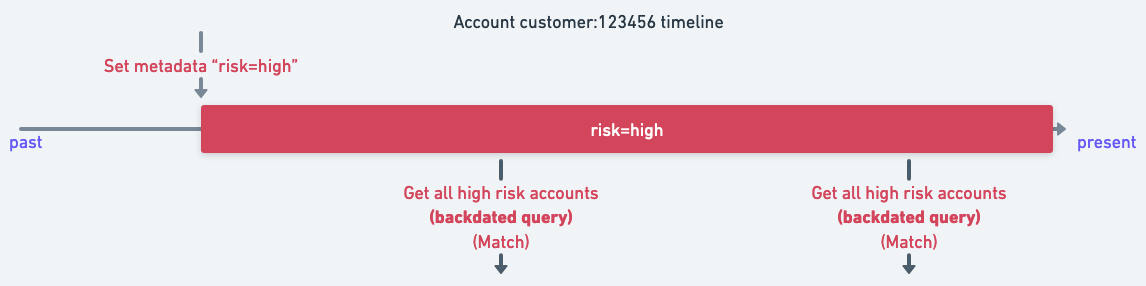 Account customer:123456 timeline
Set metadata “risk=high”
risk=high
past
present
Get all high risk accounts
(backdated query)
(Match)
Get all high risk accounts
(backdated query)
(Match)